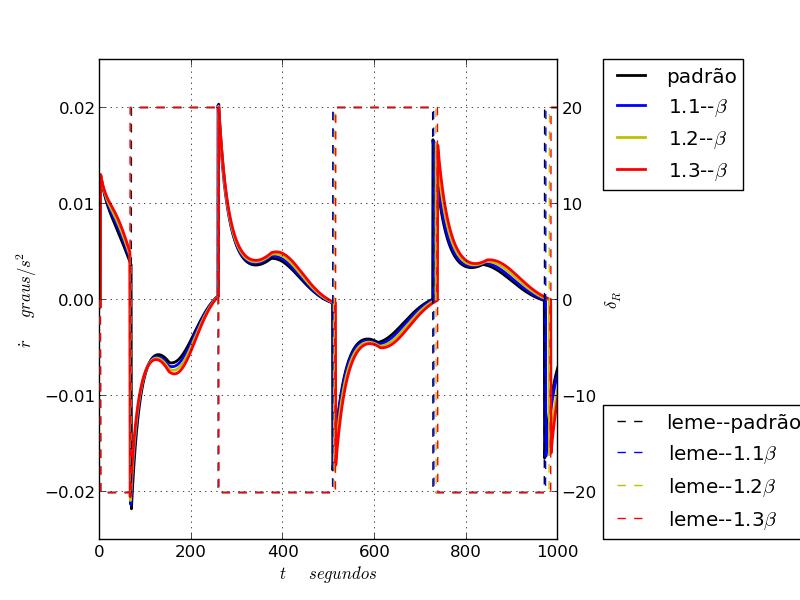 0.02
0.01
0.00
−0.01
−0.02
ṙ graus/s²
0 200 400 600 800 1000
t segundos
20
10
0
−10
−20
δR
padrão
1.1--β
1.2--β
1.3--β
leme--padrão
leme--1.1β
leme--1.2β
leme--1.3β